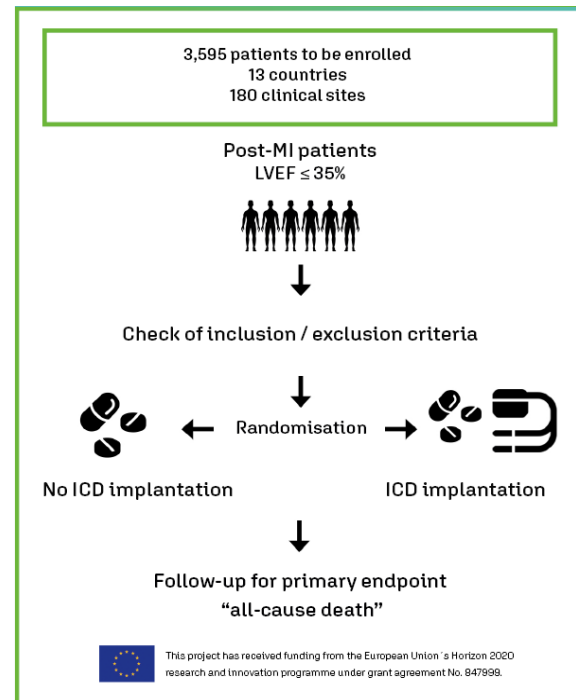 3,595 patients to be enrolled
13 countries
180 clinical sites
Post-MI patients
LVEF ≤ 35%
Check of inclusion / exclusion criteria
Randomisation
No ICD implantation
ICD implantation
Follow-up for primary endpoint
“all-cause death”
This project has received funding from the European Union´s Horizon 2020
research and innovation programme under grant agreement No. 847999.